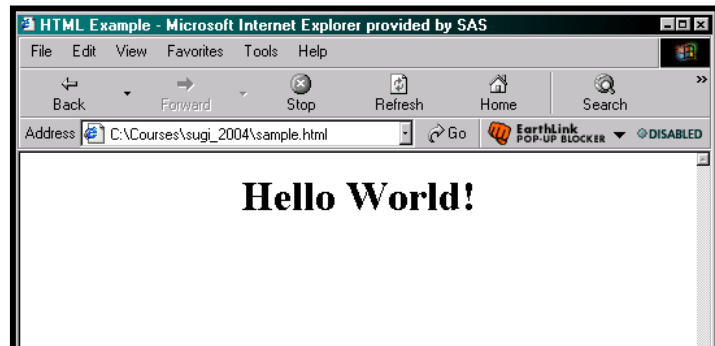 HTML Example - Microsoft Internet Explorer provided by SAS
File Edit View Favorites Tools Help
Back Forward Stop Refresh Home Search »
Address C:\Courses\sugi_2004\sample.html Go EarthLink POP-UP BLOCKER DISABLED
Hello World!